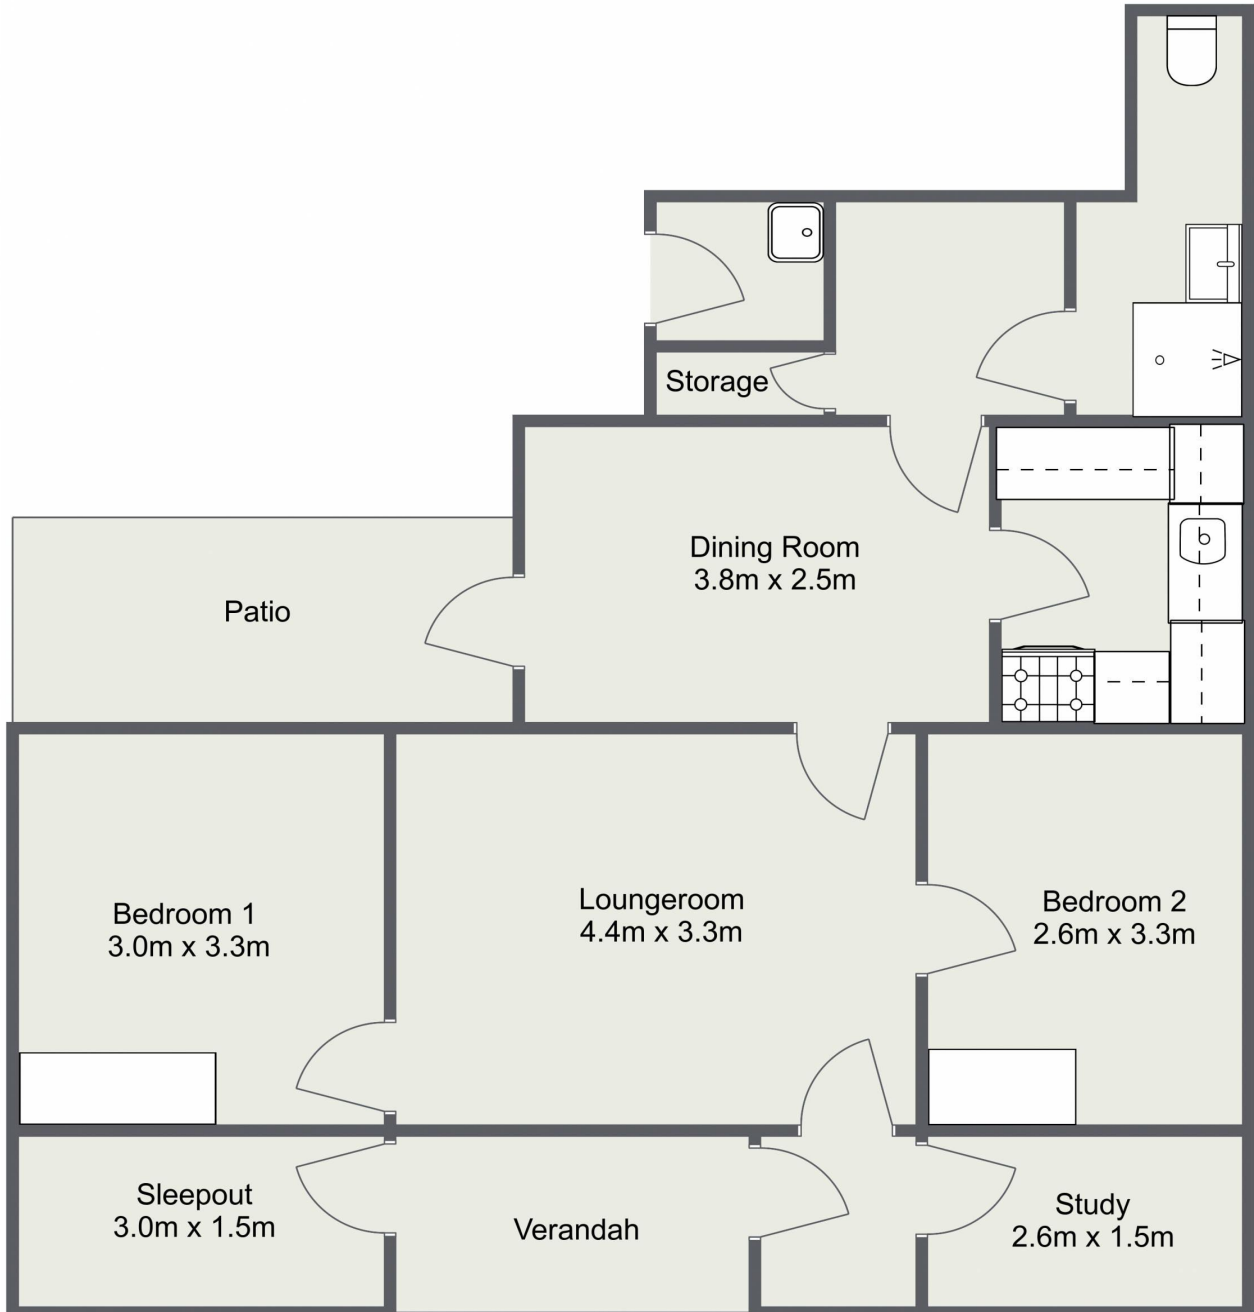 Storage
Dining Room
3.8m x 2.5m
Patio
Bedroom 1
3.0m x 3.3m
Loungeroom
4.4m x 3.3m
Bedroom 2
2.6m x 3.3m
Sleepout
3.0m x 1.5m
Verandah
Study
2.6m x 1.5m